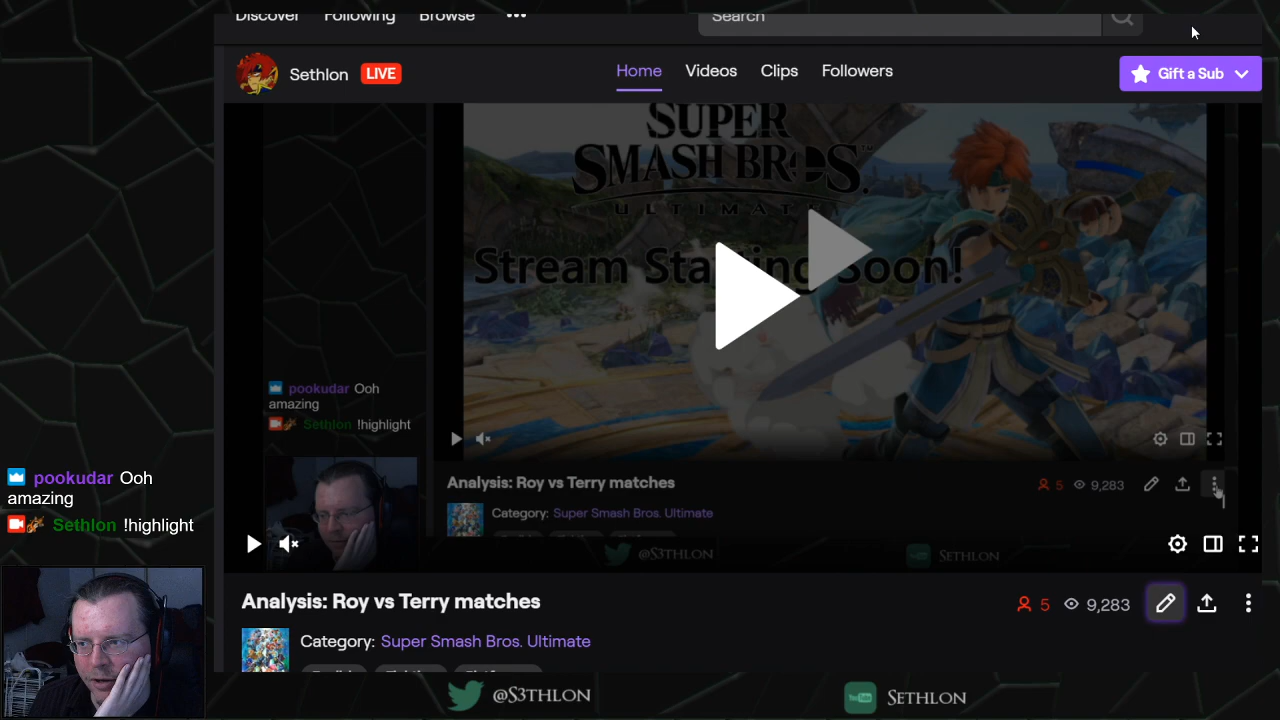 Discover Following Browse Search
Sethlon LIVE Home Videos Clips Followers Gift a Sub
SUPER
SMASH BROS.™
ULTIMATE
Stream Starting Soon!
pookudar Ooh
amazing
Sethlon !highlight
Analysis: Roy vs Terry matches 5 9,283
Category: Super Smash Bros. Ultimate
@S3THLON SETHLON
pookudar Ooh
amazing
Sethlon !highlight
Analysis: Roy vs Terry matches 5 9,283
Category: Super Smash Bros. Ultimate
@S3THLON You Tube SETHLON